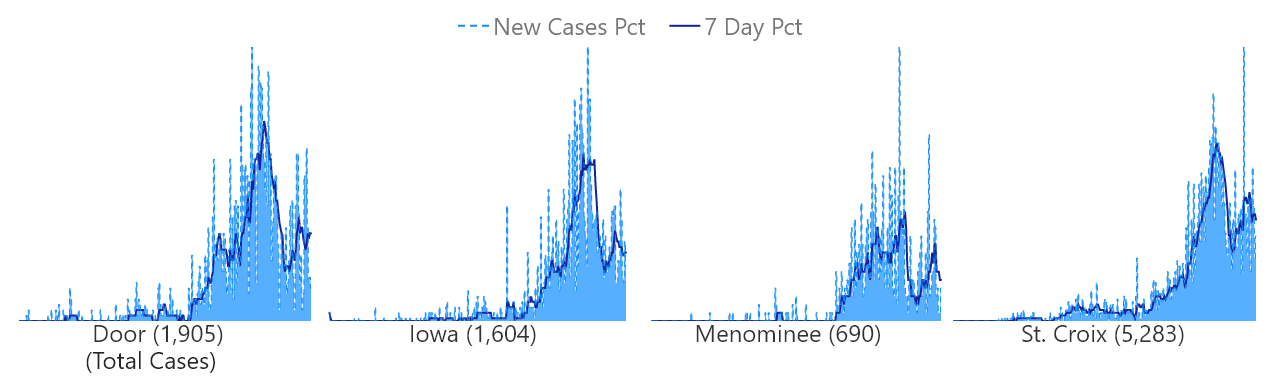 New Cases Pct 7 Day Pct
Door (1,905) Iowa (1,604) Menominee (690) St. Croix (5,283)
(Total Cases)